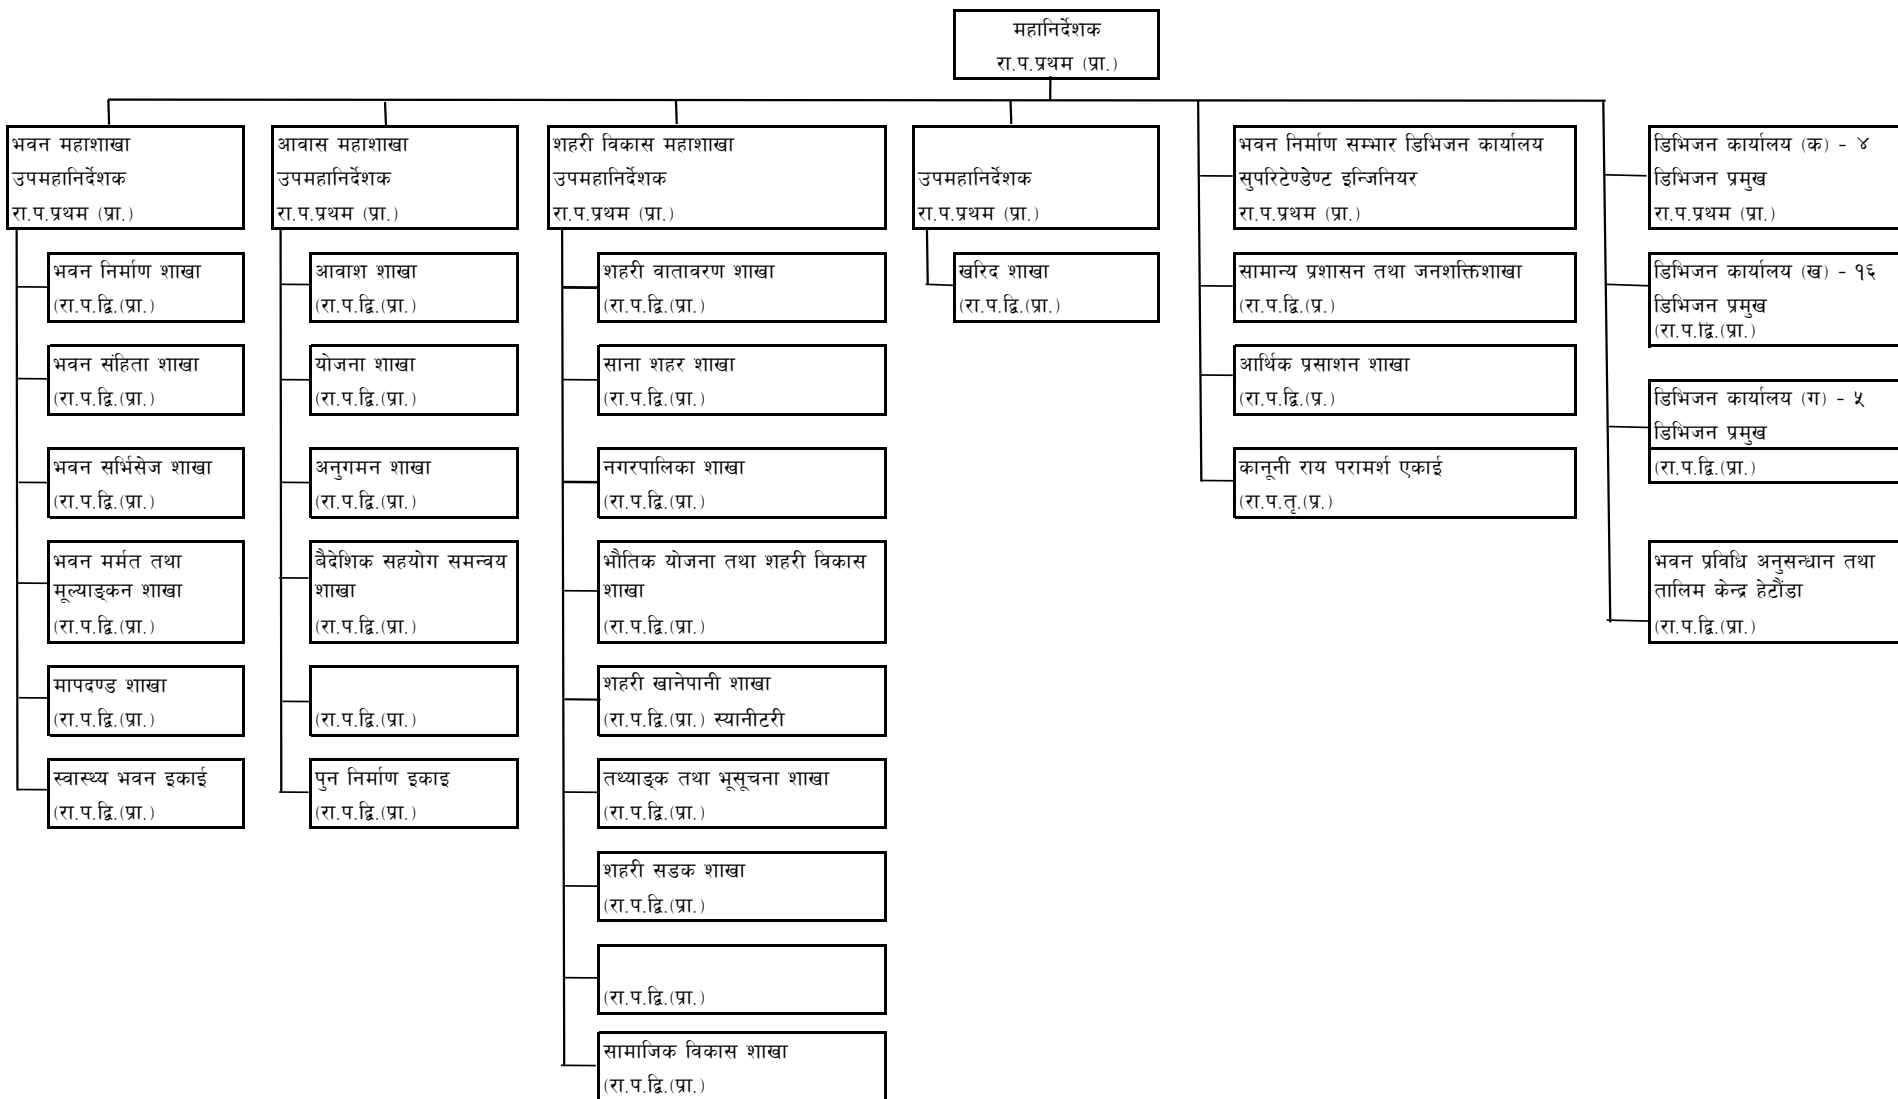 महानिर्देशक
रा.प.प्रथम (प्रा.)
भवन महाशाखा
उपमहानिर्देशक
रा.प.प्रथम (प्रा.)
भवन निर्माण शाखा
(रा.प.द्वि.(प्रा.)
भवन संहिता शाखा
(रा.प.द्वि.(प्रा.)
भवन सर्भिसेज शाखा
(रा.प.द्वि.(प्रा.)
भवन मर्मत तथा
मूल्याङ्कन शाखा
(रा.प.द्वि.(प्रा.)
मापदण्ड शाखा
(रा.प.द्वि.(प्रा.)
स्वास्थ्य भवन इकाई
(रा.प.द्वि.(प्रा.)
आवास महाशाखा
उपमहानिर्देशक
रा.प.प्रथम (प्रा.)
आवाश शाखा
(रा.प.द्वि.(प्रा.)
योजना शाखा
(रा.प.द्वि.(प्रा.)
अनुगमन शाखा
(रा.प.द्वि.(प्रा.)
बैदेशिक सहयोग समन्वय
शाखा
(रा.प.द्वि.(प्रा.)
(रा.प.द्वि.(प्रा.)
पुन निर्माण इकाइ
(रा.प.द्वि.(प्रा.)
शहरी विकास महाशाखा
उपमहानिर्देशक
रा.प.प्रथम (प्रा.)
शहरी वातावरण शाखा
(रा.प.द्वि.(प्रा.)
साना शहर शाखा
(रा.प.द्वि.(प्रा.)
नगरपालिका शाखा
(रा.प.द्वि.(प्रा.)
भौतिक योजना तथा शहरी विकास
शाखा
(रा.प.द्वि.(प्रा.)
शहरी खानेपानी शाखा
(रा.प.द्वि.(प्रा.) स्यानीटरी
तथ्याङ्क तथा भूसूचना शाखा
(रा.प.द्वि.(प्रा.)
शहरी सडक शाखा
(रा.प.द्वि.(प्रा.)
(रा.प.द्वि.(प्रा.)
सामाजिक विकास शाखा
(रा.प.द्वि.(प्रा.)
उपमहानिर्देशक
रा.प.प्रथम (प्रा.)
खरिद शाखा
(रा.प.द्वि.(प्रा.)
भवन निर्माण सम्भार डिभिजन कार्यालय
सुपरिटेण्डेण्ट इन्जिनियर
रा.प.प्रथम (प्रा.)
सामान्य प्रशासन तथा जनशक्तिशाखा
(रा.प.द्वि.(प्र.)
आर्थिक प्रसाशन शाखा
(रा.प.द्वि.(प्र.)
कानूनी राय परामर्श एकाई
(रा.प.तृ.(प्र.)
डिभिजन कार्यालय (क) - ४
डिभिजन प्रमुख
रा.प.प्रथम (प्रा.)
डिभिजन कार्यालय (ख) - १६
डिभिजन प्रमुख
(रा.प.द्वि.(प्रा.)
डिभिजन कार्यालय (ग) - ५
डिभिजन प्रमुख
(रा.प.द्वि.(प्रा.)
भवन प्रविधि अनुसन्धान तथा
तालिम केन्द्र हेटौंडा
(रा.प.द्वि.(प्रा.)